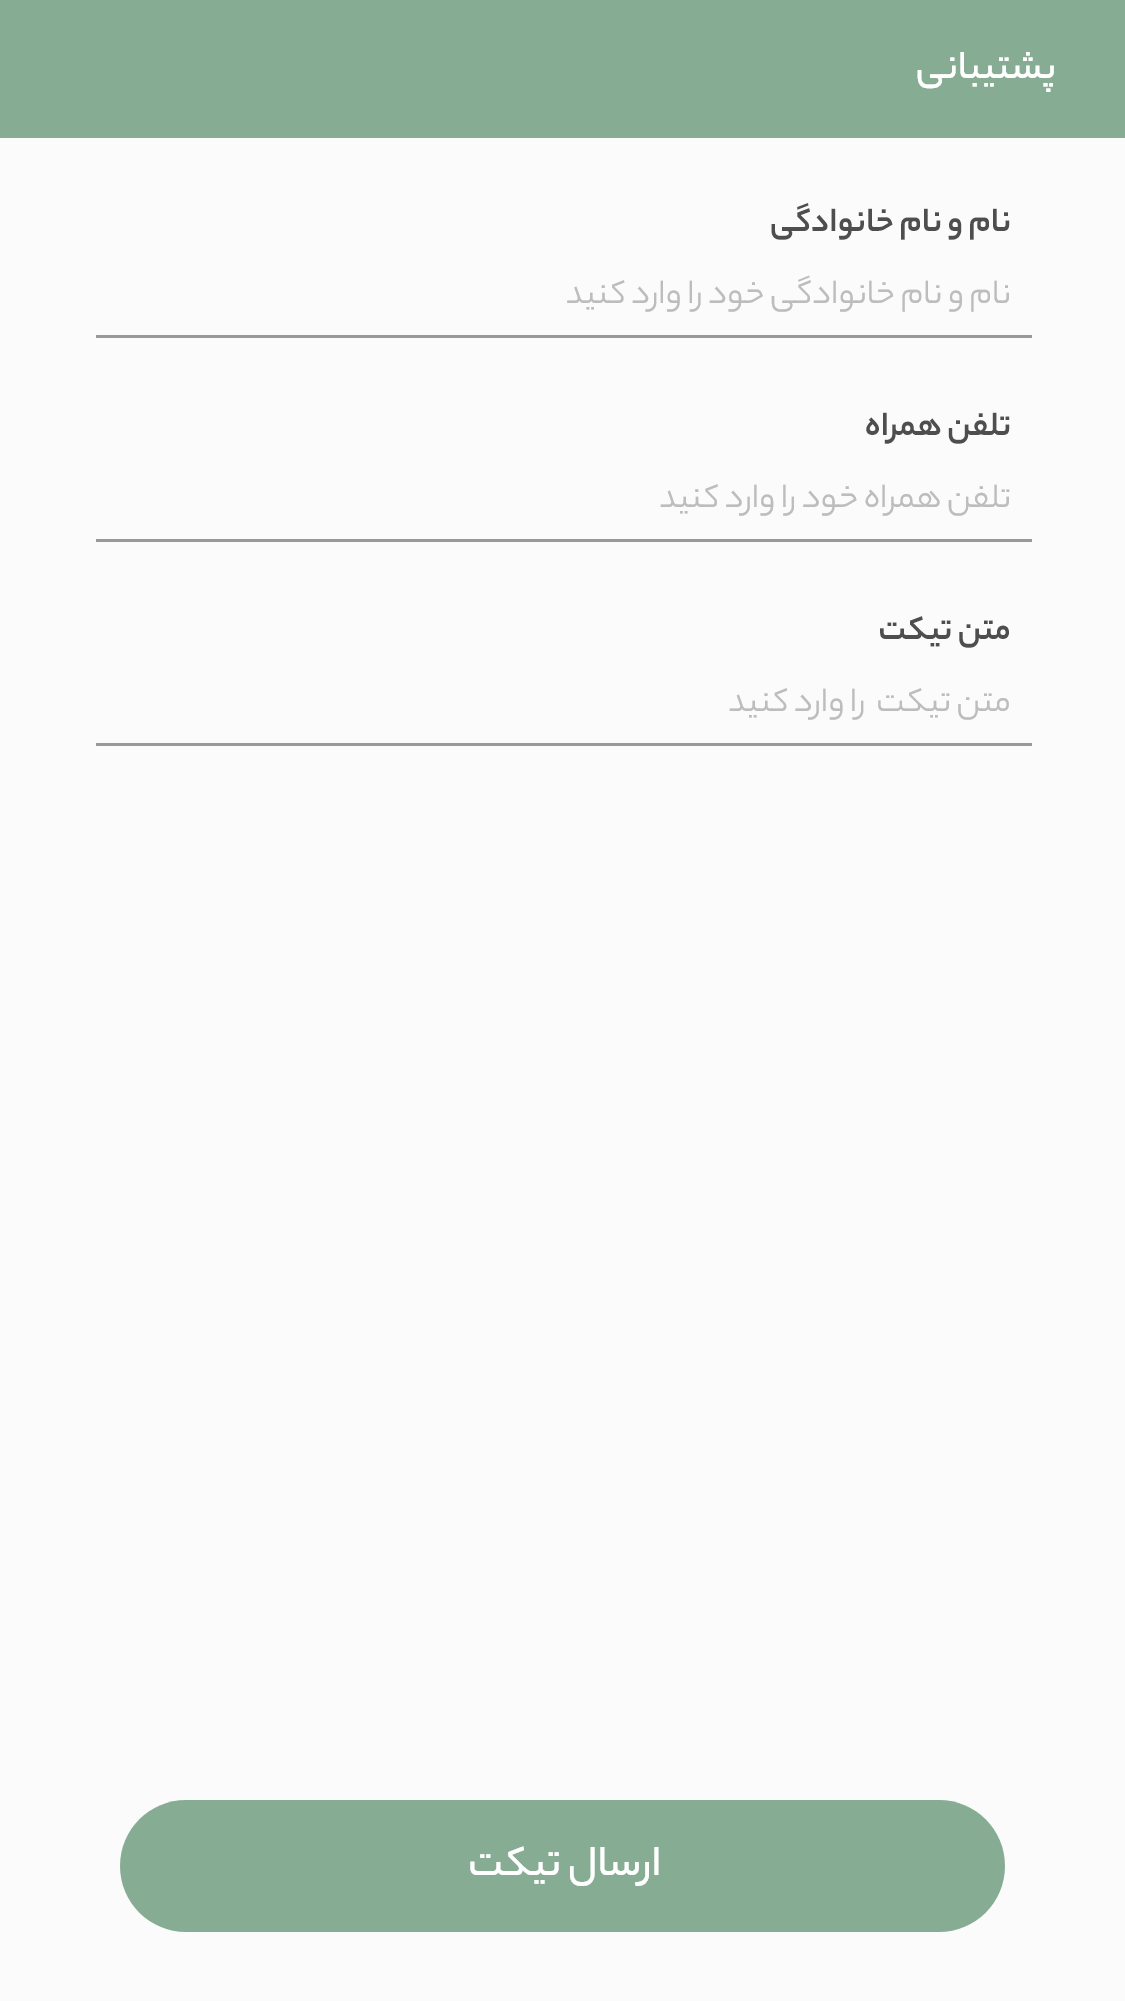 پشتیبانی
نام و نام خانوادگی
نام و نام خانوادگی خود را وارد کنید
تلفن همراه
تلفن همراه خود را وارد کنید
متن تیکت
متن تیکت را وارد کنید
ارسال تیکت